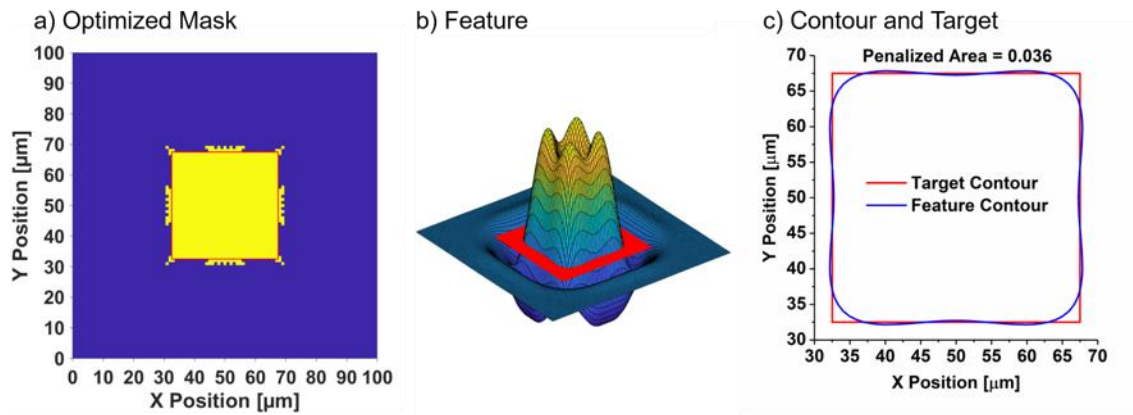 a) Optimized Mask
b) Feature
c) Contour and Target
Y Position [µm]
100
90
80
70
60
50
40
30
20
10
0
0 10 20 30 40 50 60 70 80 90 100
X Position [µm]
Penalized Area = 0.036
Y Position [µm]
70
65
60
55
50
45
40
35
30
Target Contour
Feature Contour
30 35 40 45 50 55 60 65 70
X Position [µm]